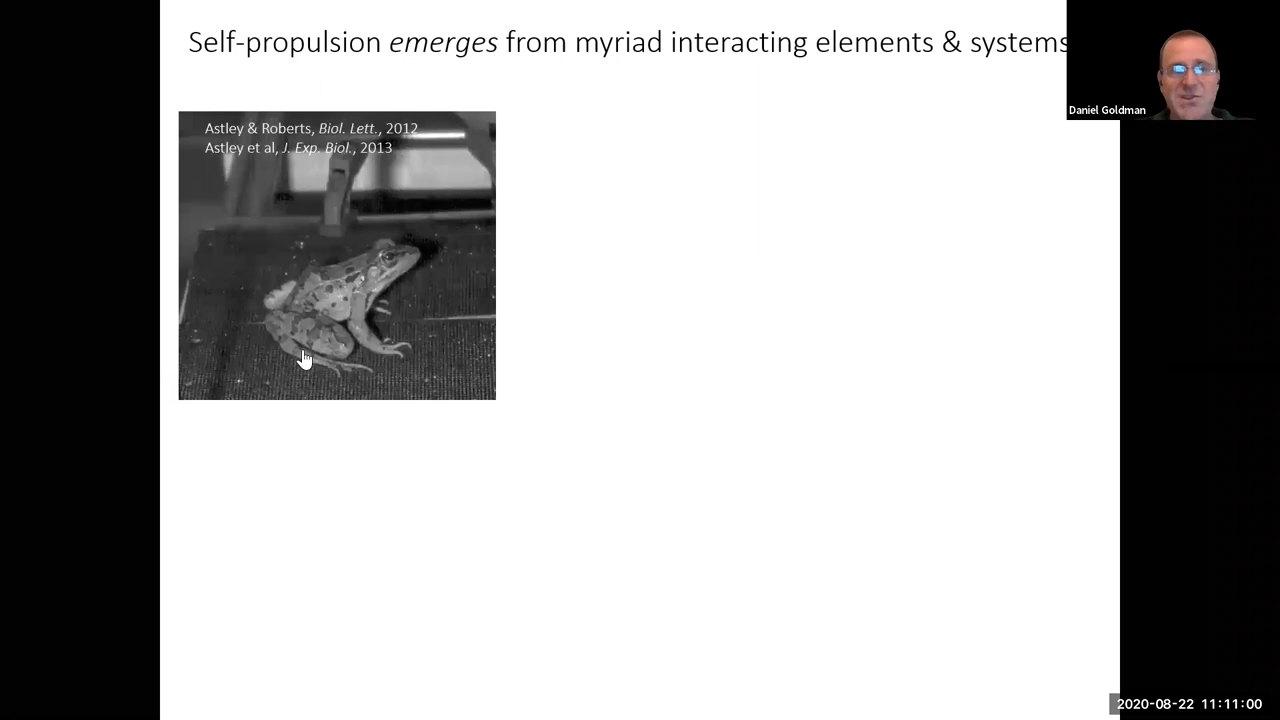 Self-propulsion emerges from myriad interacting elements & systems
Daniel Goldman
Astley & Roberts, Biol. Lett., 2012
Astley et al, J. Exp. Biol., 2013
2020-08-22 11:11:00